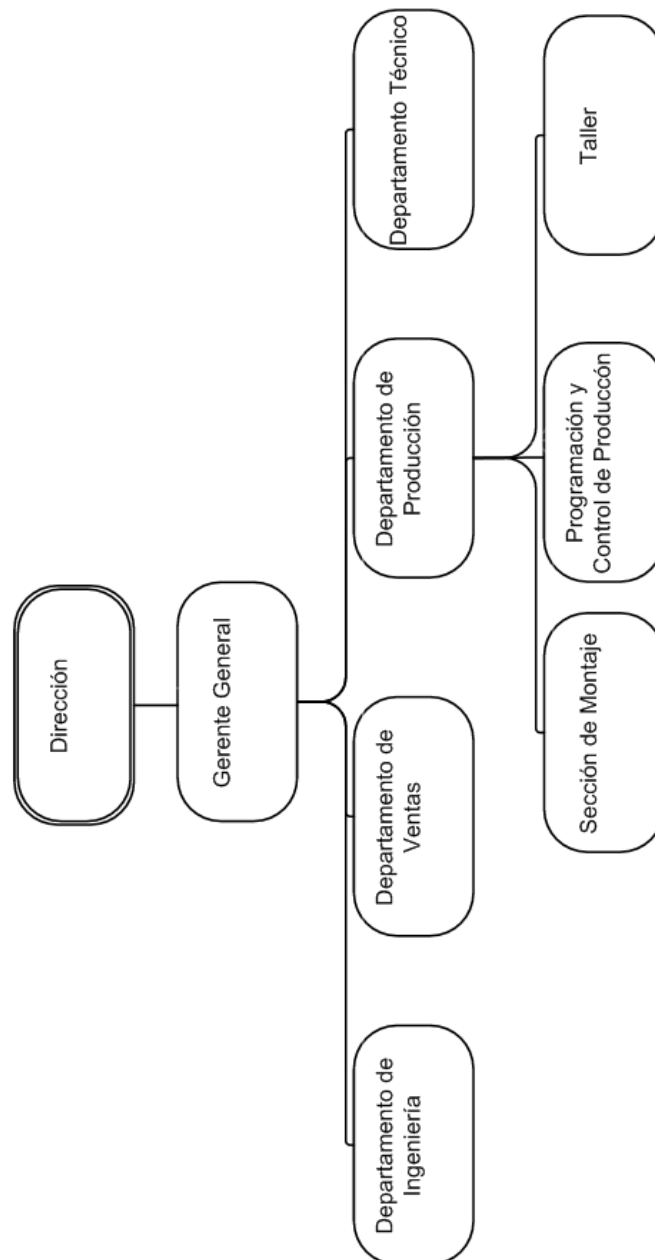 Dirección
Gerente General
Departamento de
Ingeniería
Departamento de
Ventas
Departamento de
Producción
Departamento Técnico
Sección de Montaje
Programación y
Control de Produccón
Taller